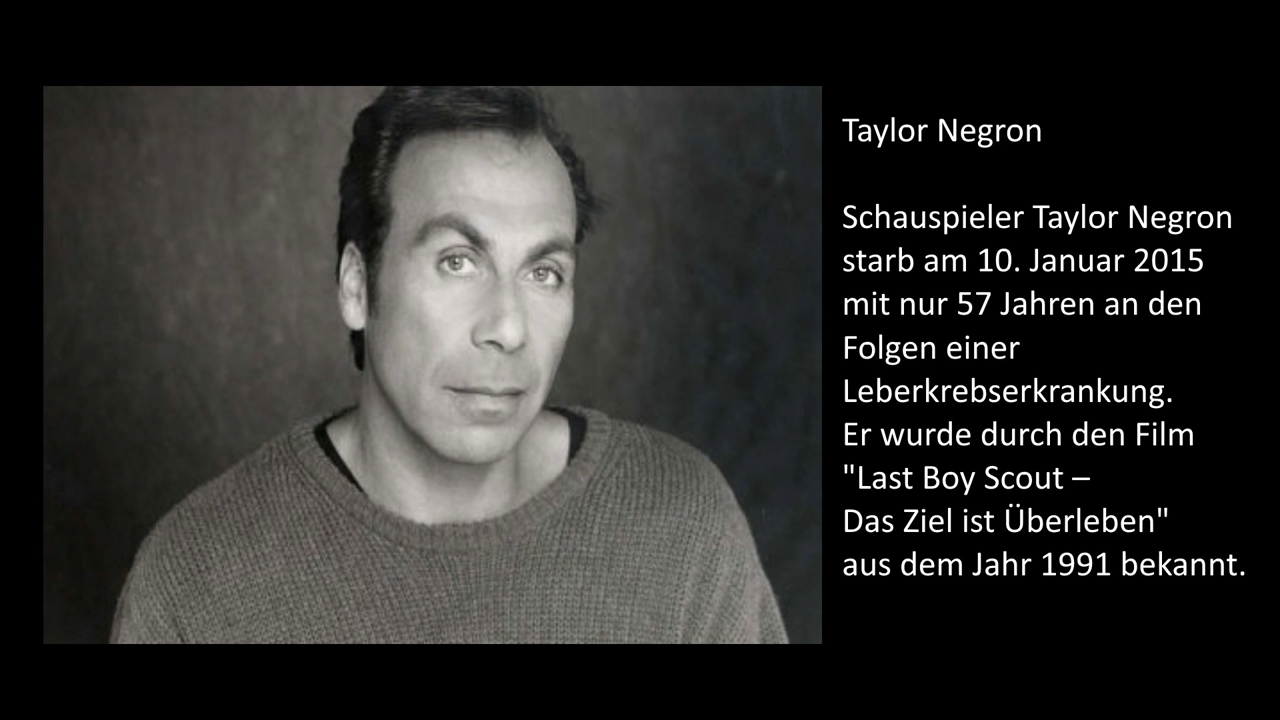 Taylor Negron
Schauspieler Taylor Negron
starb am 10. Januar 2015
mit nur 57 Jahren an den
Folgen einer
Leberkrebserkrankung.
Er wurde durch den Film
"Last Boy Scout –
Das Ziel ist Überleben"
aus dem Jahr 1991 bekannt.